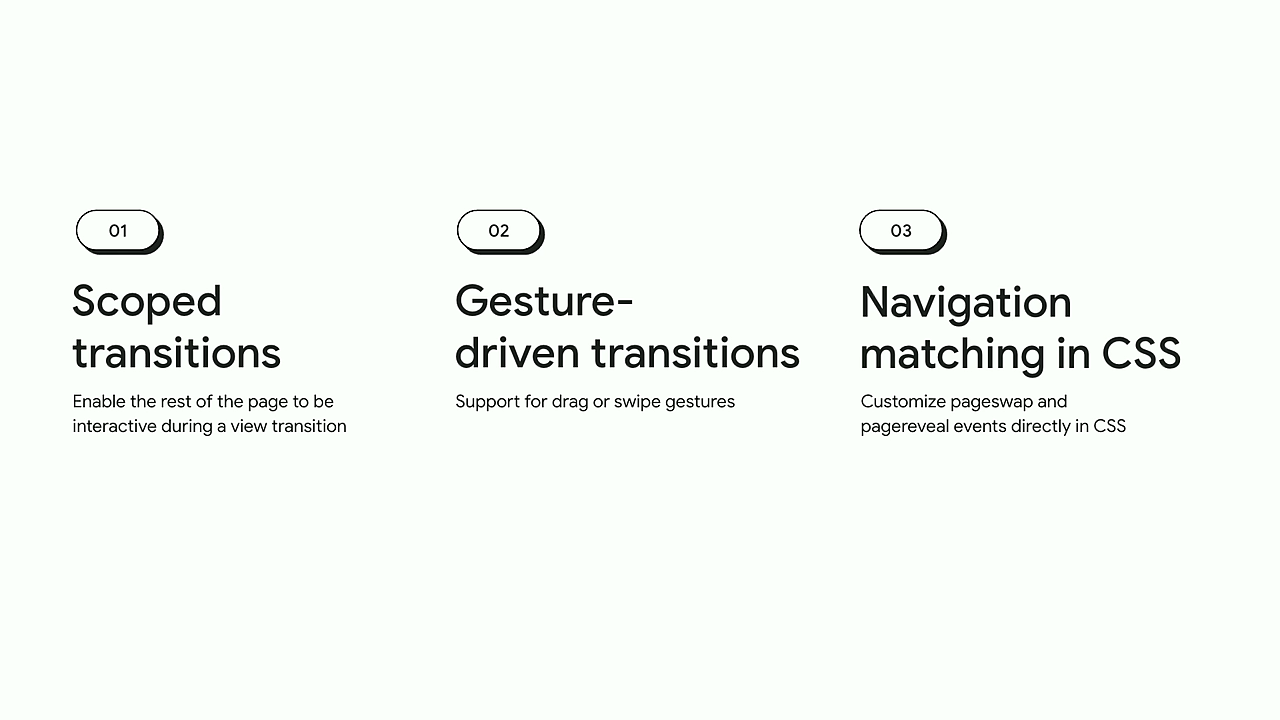 01
Scoped
transitions
Enable the rest of the page to be
interactive during a view transition
02
Gesture-
driven transitions
Support for drag or swipe gestures
03
Navigation
matching in CSS
Customize pageswap and
pagereveal events directly in CSS